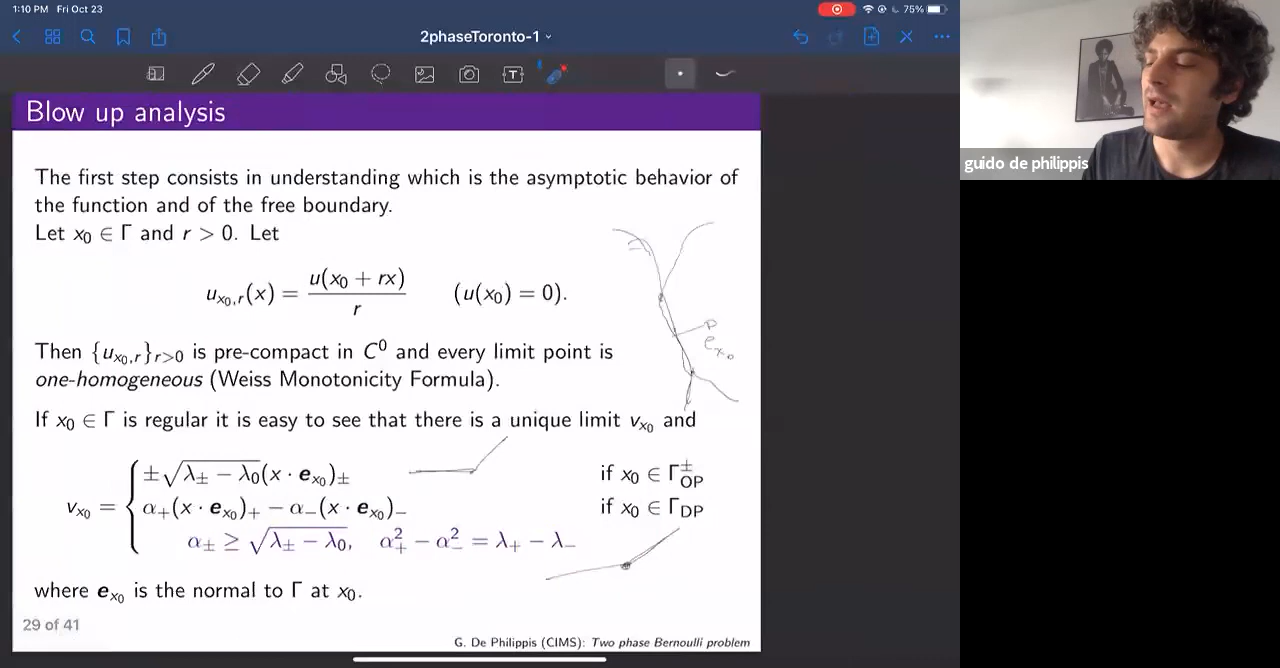 1:10 PM Fri Oct 23
75%
2phaseToronto-1
T
Blow up analysis
The first step consists in understanding which is the asymptotic behavior of
the function and of the free boundary.
Let x₀ ∈ Γ and r > 0. Let
u_{x₀,r}(x) = \frac{u(x₀ + rx)}{r} (u(x₀) = 0).
e_{x₀}
Then {u_{x₀,r}}_{r>0} is pre-compact in C⁰ and every limit point is
one-homogeneous (Weiss Monotonicity Formula).
If x₀ ∈ Γ is regular it is easy to see that there is a unique limit v_{x₀} and
v_{x₀} = { ±√(λ± − λ₀)(x · e_{x₀})± if x₀ ∈ Γ^±_{OP}
α₊(x · e_{x₀})₊ − α₋(x · e_{x₀})₋ if x₀ ∈ Γ_{DP}
α± ≥ √(λ± − λ₀), α₊² − α₋² = λ₊ − λ₋
where e_{x₀} is the normal to Γ at x₀.
29 of 41
G. De Philippis (CIMS): Two phase Bernoulli problem
guido de philippis